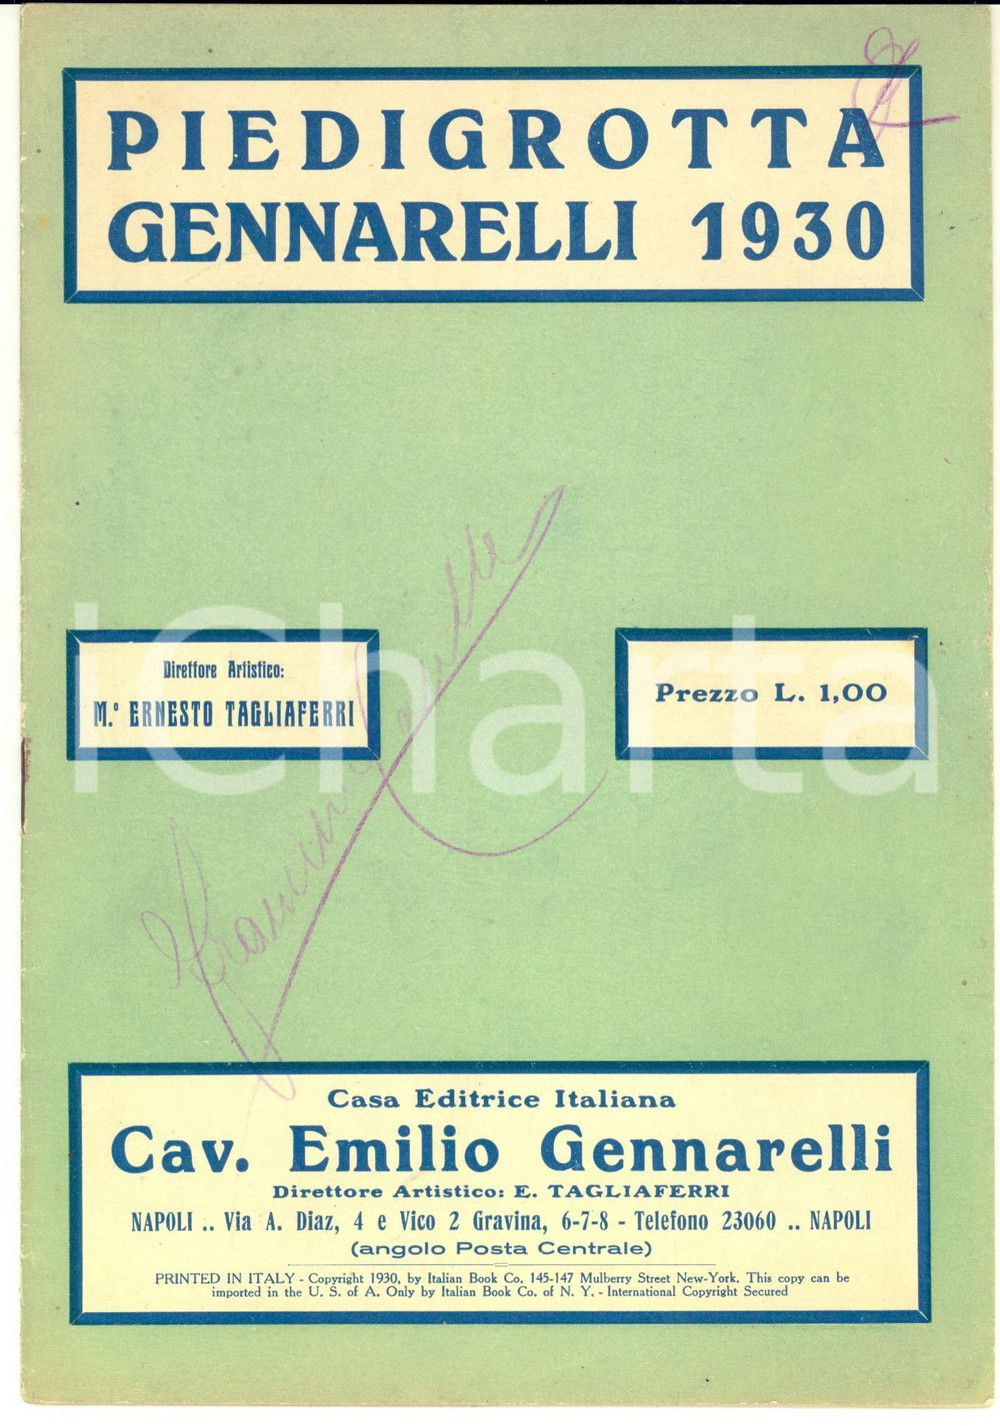 PIEDIGROTTA
GENNARELLI 1930
Direttore Artistico:
M.º ERNESTO TAGLIAFERRI
Prezzo L. 1,00
iCharta
Casa Editrice Italiana
Cav. Emilio Gennarelli
Direttore Artistico: E. TAGLIAFERRI
NAPOLI .. Via A. Diaz, 4 e Vico 2 Gravina, 6-7-8 - Telefono 23060 .. NAPOLI
(angolo Posta Centrale)
PRINTED IN ITALY - Copyright 1930, by Italian Book Co. 145-147 Mulberry Street New-York. This copy can be
imported in the U. S. of A. Only by Italian Book Co. of N. Y. - International Copyright Secured